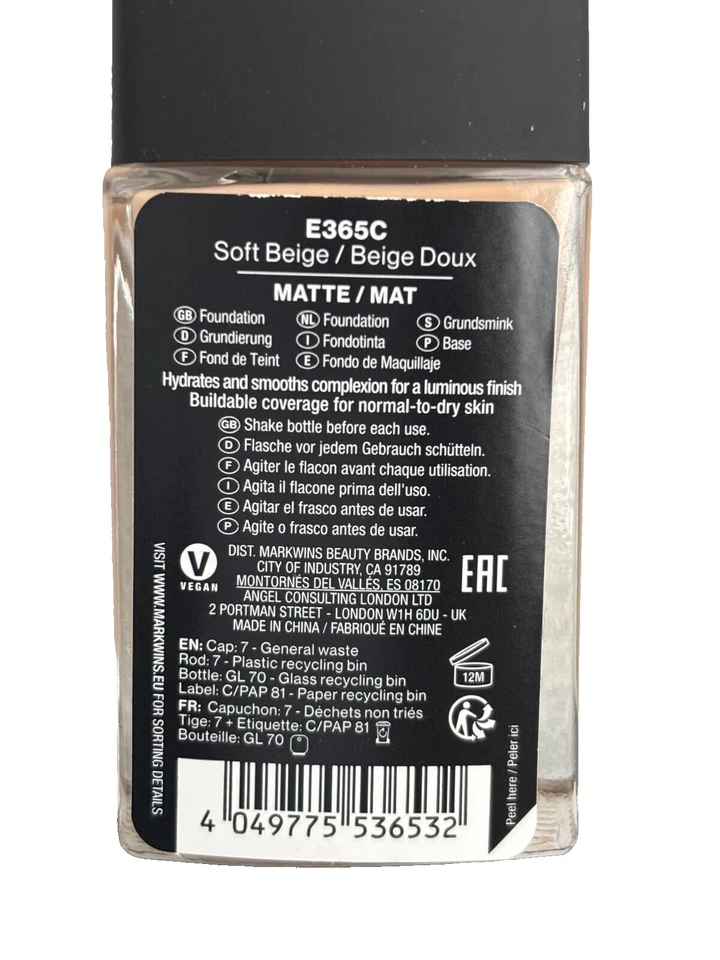 E365C
Soft Beige / Beige Doux
MATTE / MAT
GB Foundation NL Foundation S Grundsmink
D Grundierung I Fondotinta P Base
F Fond de Teint E Fondo de Maquillaje
Hydrates and smooths complexion for a luminous finish
Buildable coverage for normal-to-dry skin
GB Shake bottle before each use.
D Flasche vor jedem Gebrauch schütteln.
F Agiter le flacon avant chaque utilisation.
I Agita il flacone prima dell'uso.
E Agitar el frasco antes de usar.
P Agite o frasco antes de usar.
V
VEGAN
DIST. MARKWINS BEAUTY BRANDS, INC.
CITY OF INDUSTRY, CA 91789
MONTORNÉS DEL VALLÉS, ES 08170
ANGEL CONSULTING LONDON LTD
2 PORTMAN STREET - LONDON W1H 6DU - UK
MADE IN CHINA / FABRIQUÉ EN CHINE
EAC
VISIT WWW.MARKWINS.EU FOR SORTING DETAILS
EN: Cap: 7 - General waste
Rod: 7 - Plastic recycling bin
Bottle: GL 70 - Glass recycling bin
Label: C/PAP 81 - Paper recycling bin
FR: Capuchon: 7 - Déchets non triés
Tige: 7 + Etiquette: C/PAP 81
Bouteille: GL 70
12M
Peel here / Peler ici
4 049775 536532